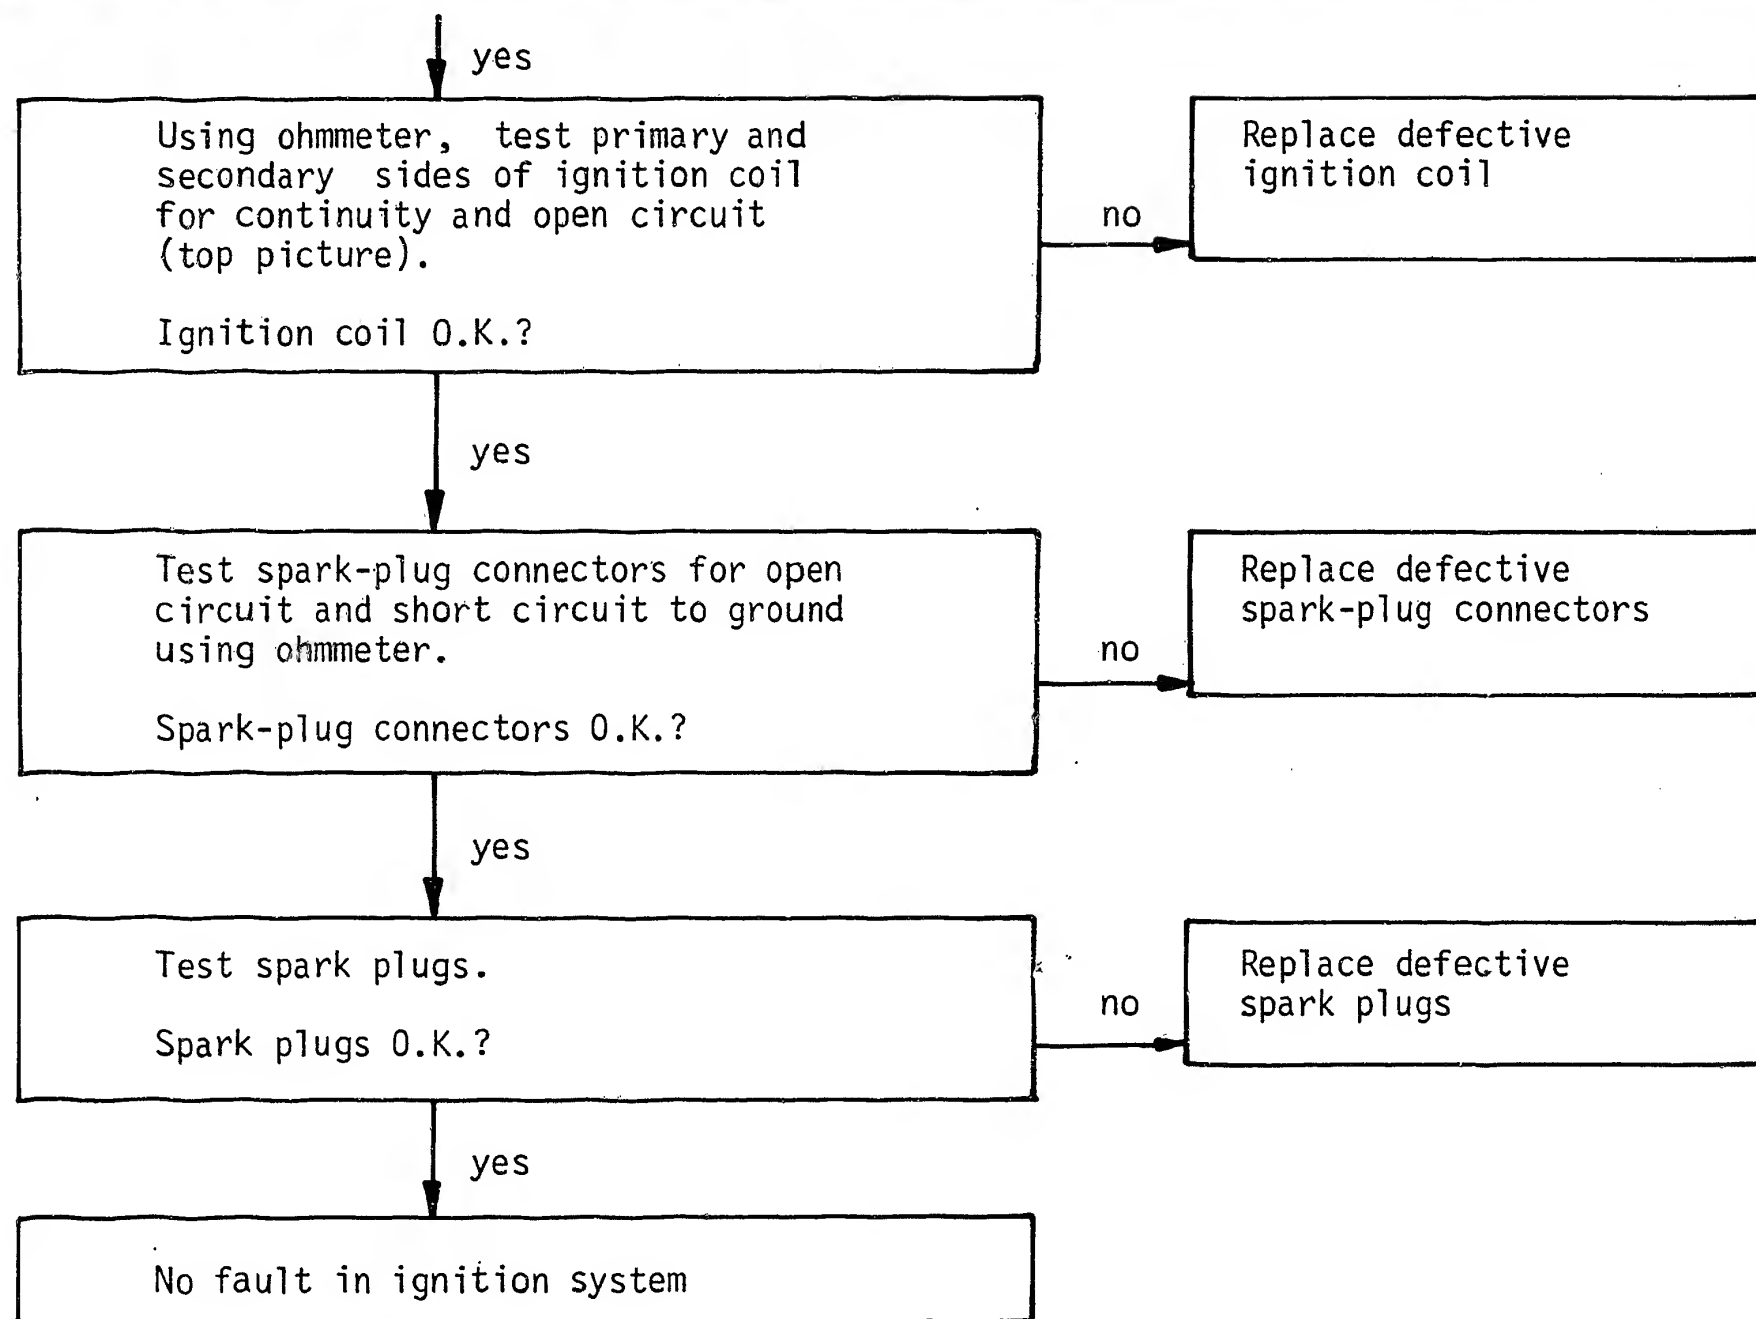 yes
Using ohmmeter, test primary and
secondary sides of ignition coil
for continuity and open circuit
(top picture).
Ignition coil O.K.?
no
Replace defective
ignition coil
yes
Test spark-plug connectors for open
circuit and short circuit to ground
using ohmmeter.
Spark-plug connectors O.K.?
no
Replace defective
spark-plug connectors
yes
Test spark plugs.
Spark plugs O.K.?
no
Replace defective
spark plugs
yes
No fault in ignition system